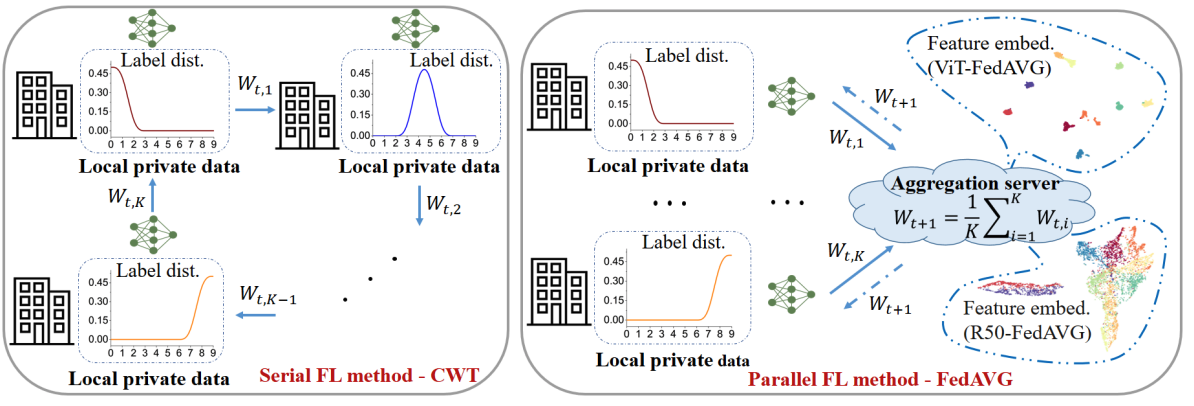 Label dist.
0.45
0.30
0.15
0.00
0 1 2 3 4 5 6 7 8 9
Local private data
W_{t,1}
Label dist.
0.45
0.30
0.15
0.00
0 1 2 3 4 5 6 7 8 9
Local private data
W_{t,K}
W_{t,2}
Label dist.
0.45
0.30
0.15
0.00
0 1 2 3 4 5 6 7 8 9
Local private data
W_{t,K−1}
Serial FL method - CWT
Label dist.
0.45
0.30
0.15
0.00
0 1 2 3 4 5 6 7 8 9
Local private data
W_{t+1}
W_{t,1}
Feature embed.
(ViT-FedAVG)
Aggregation server
W_{t+1} = \frac{1}{K} \sum_{i=1}^{K} W_{t,i}
Label dist.
0.45
0.30
0.15
0.00
0 1 2 3 4 5 6 7 8 9
Local private data
W_{t,K}
W_{t+1}
Feature embed.
(R50-FedAVG)
Parallel FL method - FedAVG